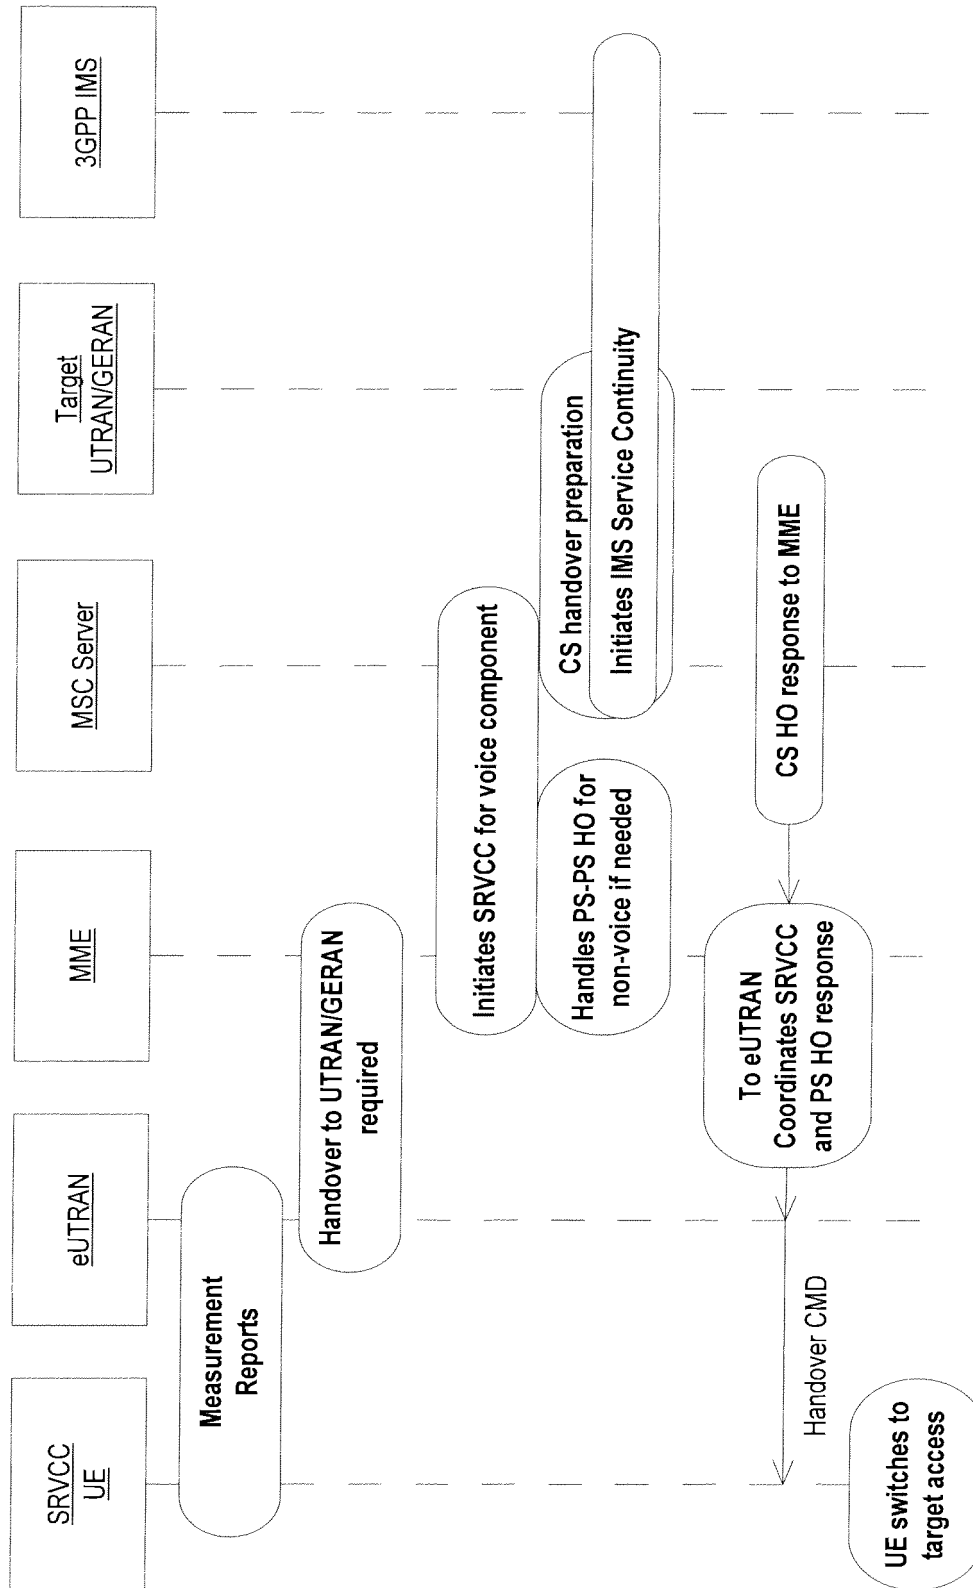 SRVCC
UE
eUTRAN
MME
MSC Server
Target
UTRAN/GERAN
3GPP IMS
Measurement
Reports
Handover to UTRAN/GERAN
required
Initiates SRVCC for voice component
Handles PS-PS HO for
non-voice if needed
CS handover preparation
Initiates IMS Service Continuity
To eUTRAN
Coordinates SRVCC
and PS HO response
CS HO response to MME
Handover CMD
UE switches to
target access